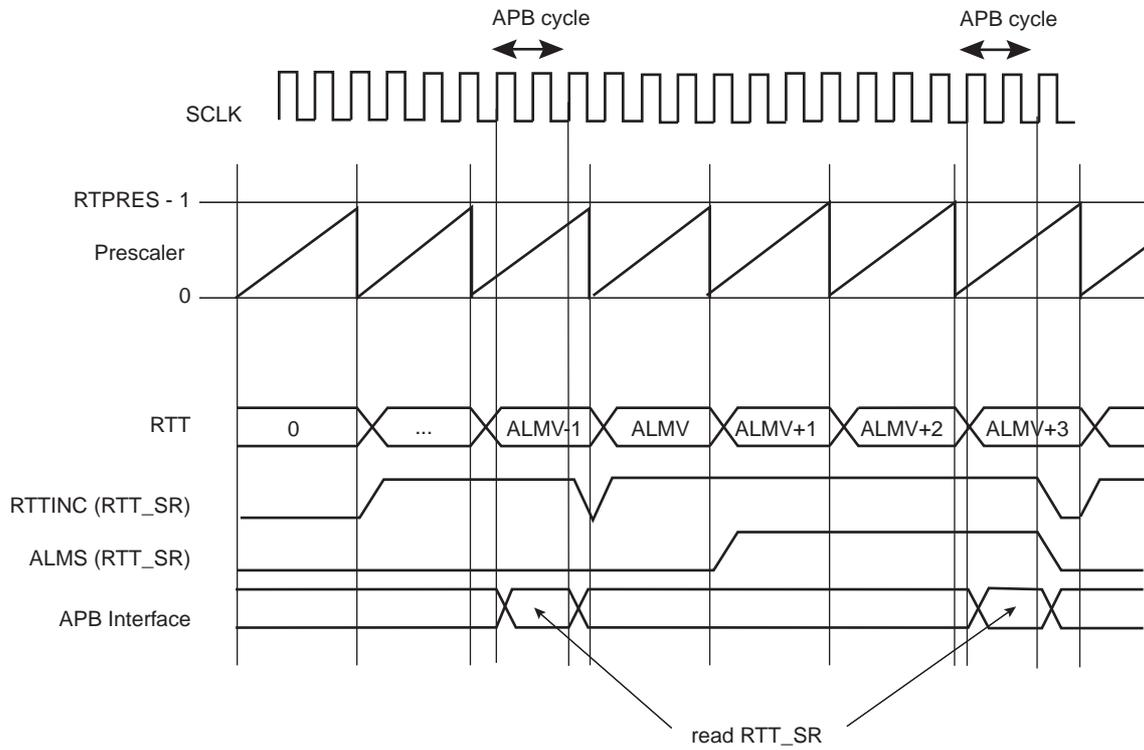 APB cycle APB cycle
SCLK
RTPRES - 1
Prescaler
0
RTT 0 ... ALMV-1 ALMV ALMV+1 ALMV+2 ALMV+3
RTTINC (RTT_SR)
ALMS (RTT_SR)
APB Interface
read RTT_SR